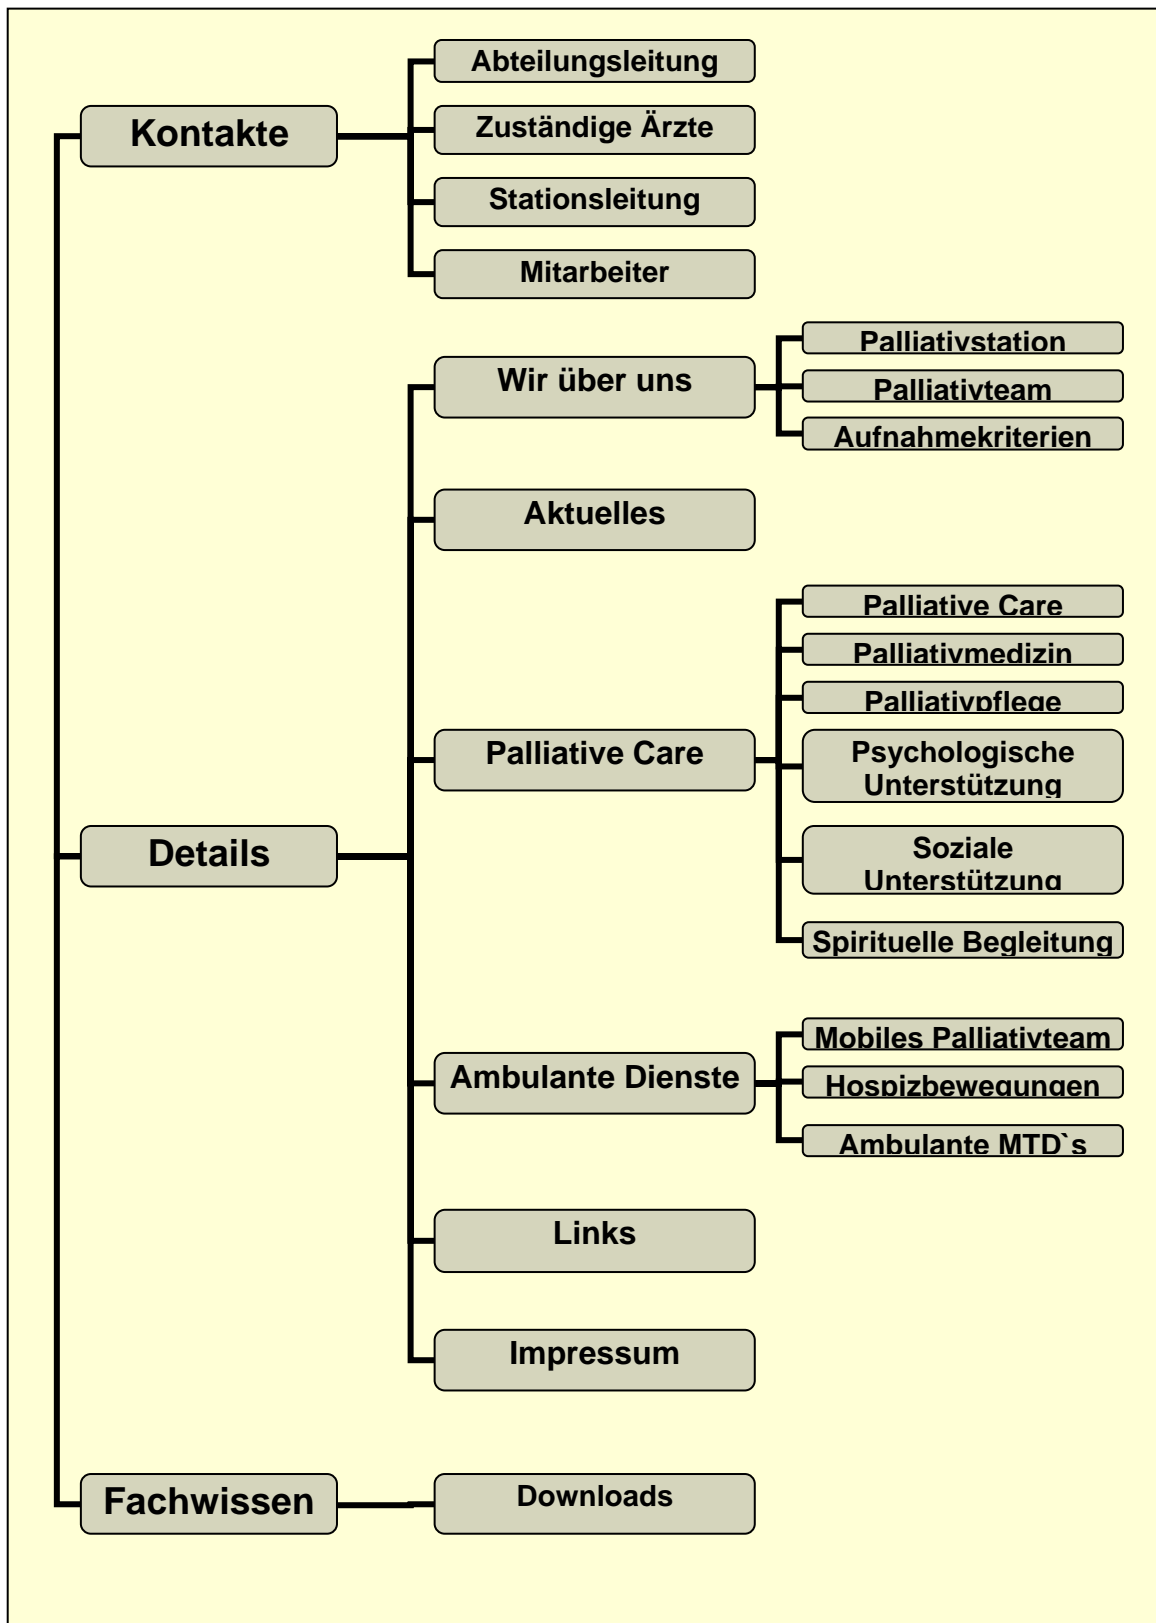 Kontakte
Abteilungsleitung
Zuständige Ärzte
Stationsleitung
Mitarbeiter
Details
Wir über uns
Palliativstation
Palliativteam
Aufnahmekriterien
Aktuelles
Palliative Care
Palliative Care
Palliativmedizin
Palliativpflege
Psychologische
Unterstützung
Soziale
Unterstützung
Spirituelle Begleitung
Ambulante Dienste
Mobiles Palliativteam
Hospizbewegungen
Ambulante MTD`s
Links
Impressum
Fachwissen
Downloads